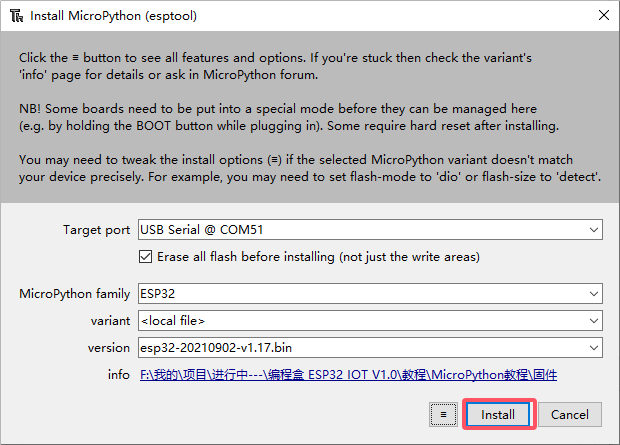 Install MicroPython (esptool)
Click the ≡ button to see all features and options. If you're stuck then check the variant's
'info' page for details or ask in MicroPython forum.
NB! Some boards need to be put into a special mode before they can be managed here
(e.g. by holding the BOOT button while plugging in). Some require hard reset after installing.
You may need to tweak the install options (≡) if the selected MicroPython variant doesn't match
your device precisely. For example, you may need to set flash-mode to 'dio' or flash-size to 'detect'.
Target port USB Serial @ COM51
Erase all flash before installing (not just the write areas)
MicroPython family ESP32
variant <local file>
version esp32-20210902-v1.17.bin
info F:\我的\项目\进行中---\编程盒 ESP32 IOT V1.0\教程\MicroPython教程\固件
≡ Install Cancel